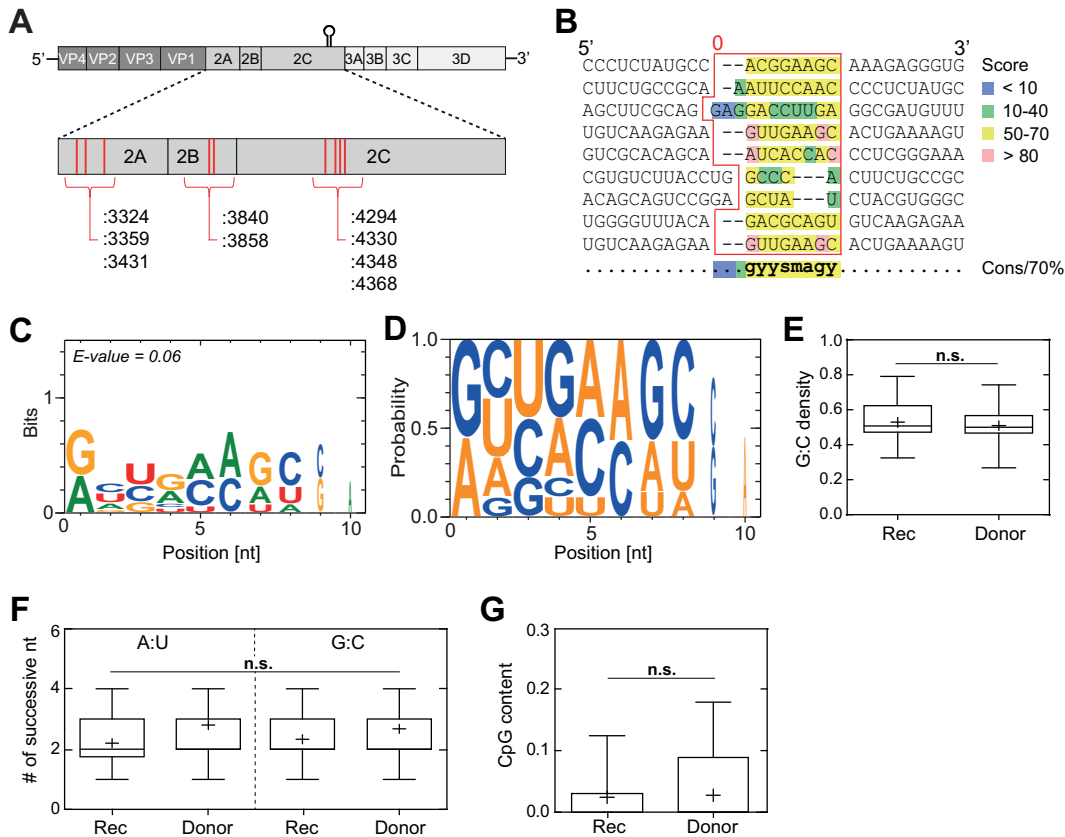 A
5’
VP4 VP2 VP3 VP1 2A 2B 2C 3A 3B 3C 3D
3’
2A 2B 2C
:3324
:3359
:3431
:3840
:3858
:4294
:4330
:4348
:4368
B
5’ 0 3’
CCCUCUAUGCC --ACGGAAGC AAAGAGGGUG
CUUCUGCCGCA -AAUUCCAAC CCCUCUAUGC
AGCUUCGCAG GAGGACCUUGA GGCGAUGUUU
UGUCAAGAGAA --GUUGAAGC ACUGAAAAGU
GUCGCACAGCA --AUCACCAC CCUCGGGAAA
CGUGUCUUACCUG GCCC---A CUUCUGCCGC
ACAGCAGUCCGGA GCUA---U CUACGUGGGC
UGGGGUUUACA --GACGCAGU GUCAAGAGAA
UGUCAAGAGAA --GUUGAAGC ACUGAAAAGU
..............gyysmagy........... Cons/70%
Score
< 10
10-40
50-70
> 80
C
E-value = 0.06
Bits
1
0
0 5 10
Position [nt]
D
Probability
1.0
0.5
0.0
0 5 10
Position [nt]
E
n.s.
G:C density
1.0
0.8
0.6
0.4
0.2
0
Rec Donor
F
A:U G:C
n.s.
# of successive nt
6
4
2
0
Rec Donor Rec Donor
G
n.s.
CpG content
0.3
0.2
0.1
0.0
Rec Donor